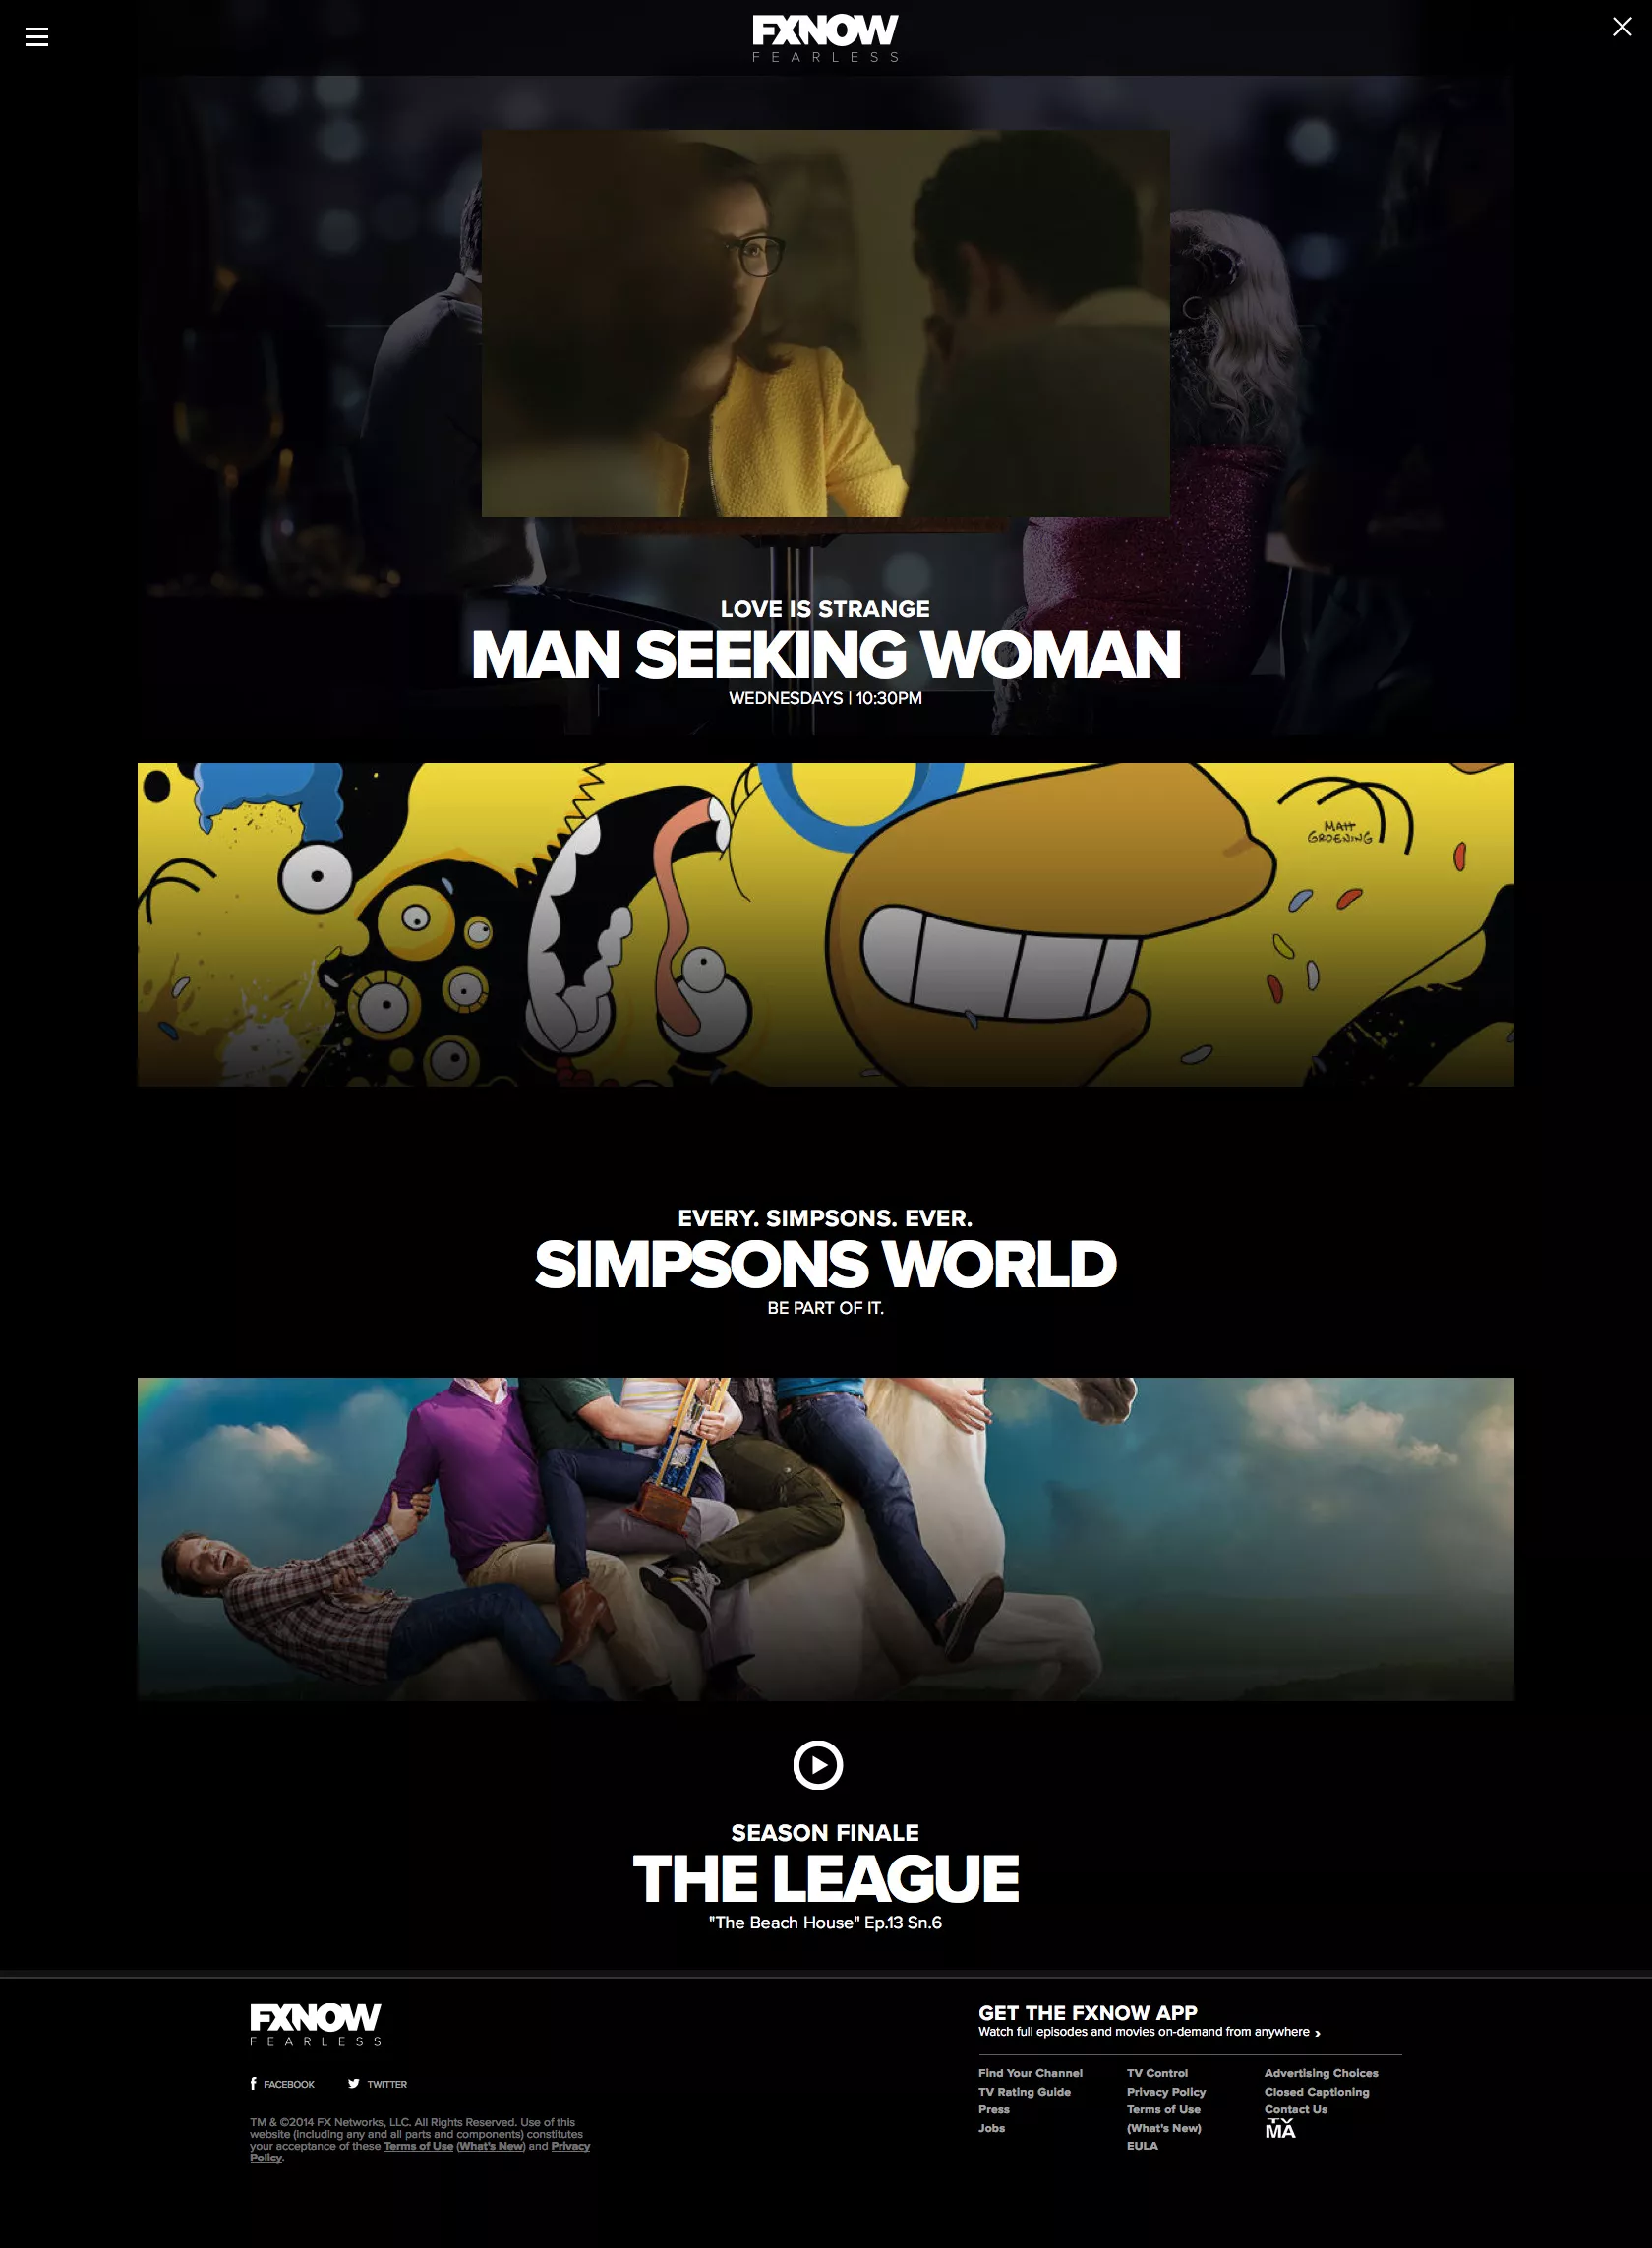 FXNOW
FEARLESS
LOVE IS STRANGE
MAN SEEKING WOMAN
WEDNESDAYS | 10:30PM
MATT
GROENING
EVERY. SIMPSONS. EVER.
SIMPSONS WORLD
BE PART OF IT.
SEASON FINALE
THE LEAGUE
"The Beach House" Ep.13 Sn.6
FXNOW
FEARLESS
FACEBOOK
TWITTER
TM & ©2014 FX Networks, LLC. All Rights Reserved. Use of this
website (including any and all parts and components) constitutes
your acceptance of these Terms of Use (What's New) and Privacy
Policy.
GET THE FXNOW APP
Watch full episodes and movies on-demand from anywhere ›
Find Your Channel
TV Rating Guide
Press
Jobs
TV Control
Privacy Policy
Terms of Use
(What's New)
EULA
Advertising Choices
Closed Captioning
Contact Us
TV
MA